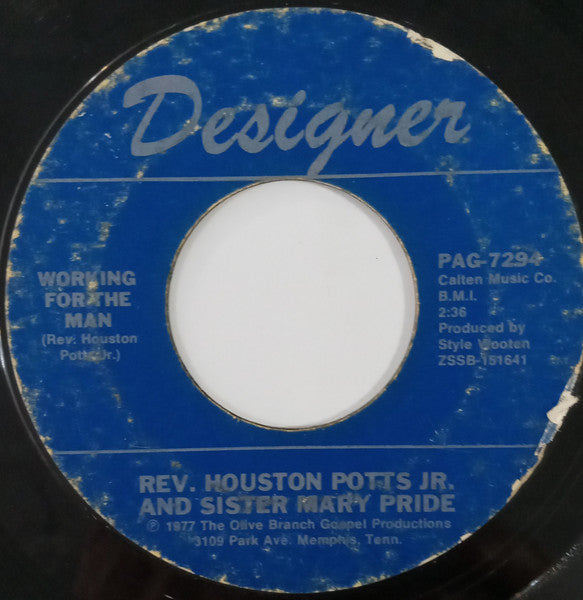 Designer
WORKING
FOR THE
MAN
(Rev. Houston
Potts Jr.)
PAG-7294
Calten Music Co.
B.M.I.
2:36
Produced by
Style Wooten
ZSSB-151641
REV. HOUSTON POTTS JR.
AND SISTER MARY PRIDE
℗ 1977 The Olive Branch Gospel Productions
3109 Park Ave. Memphis, Tenn.